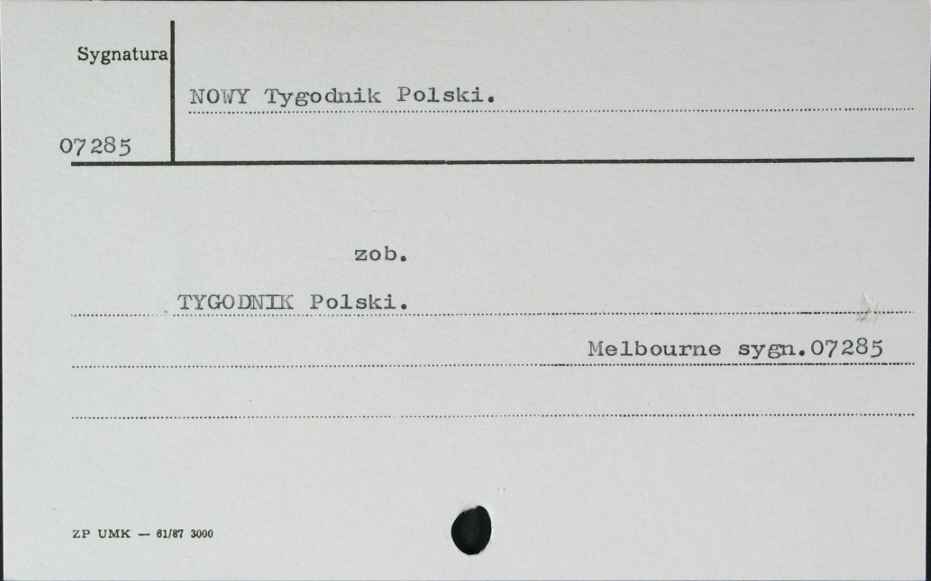 Sygnatura
NOWY Tygodnik Polski.
07285
zob.
TYGODNIK Polski.
Melbourne sygn.07285
ZP UMK — 61/87 3000